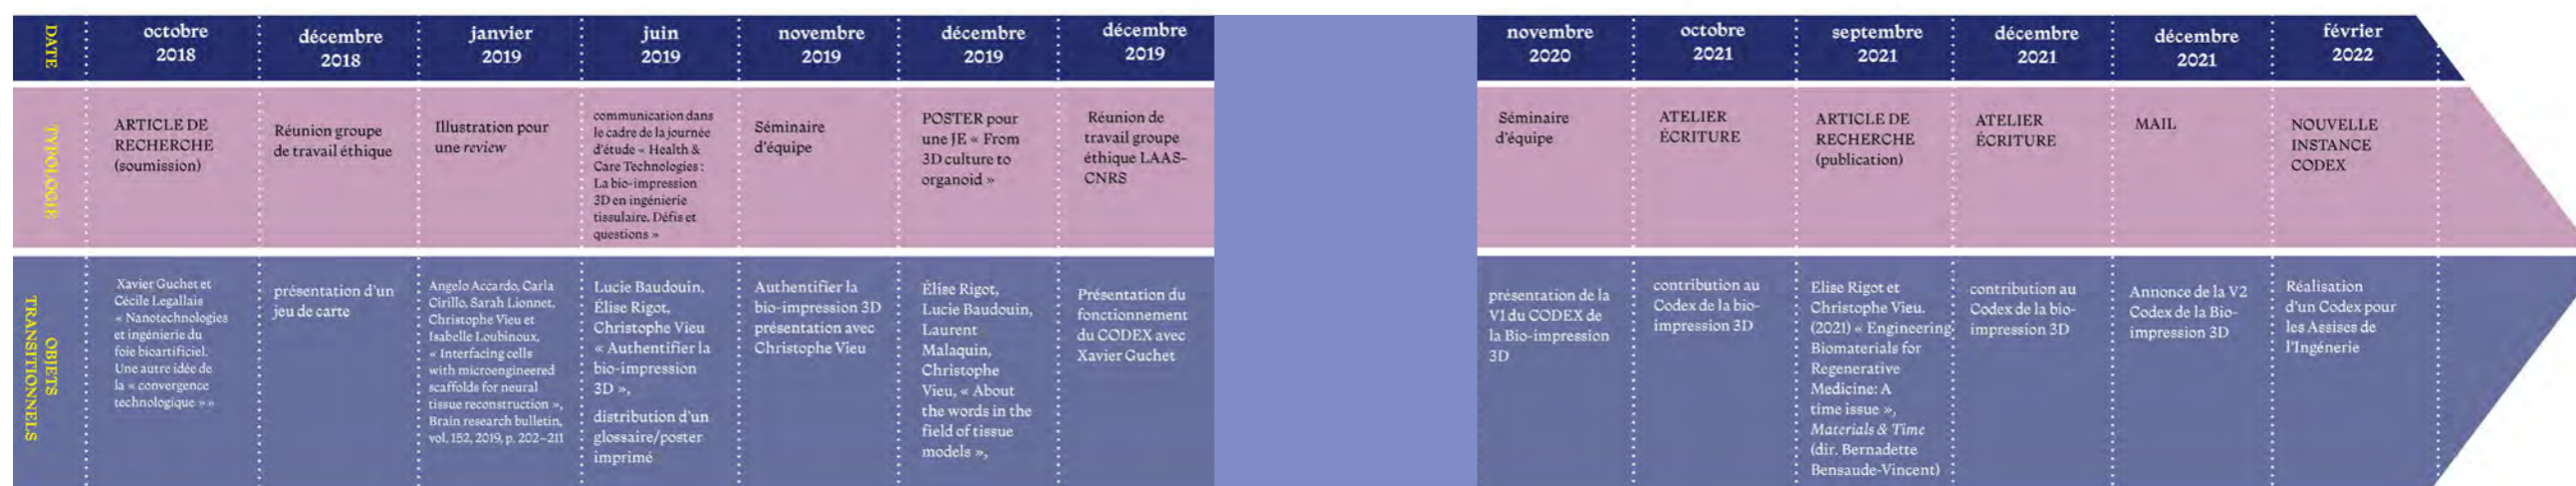 DATE
octobre
2018
décembre
2018
janvier
2019
juin
2019
novembre
2019
décembre
2019
décembre
2019
novembre
2020
octobre
2021
septembre
2021
décembre
2021
décembre
2021
février
2022
TYPOLOGIE
ARTICLE DE
RECHERCHE
(soumission)
Réunion groupe
de travail éthique
Illustration pour
une review
communication dans
le cadre de la journée
d'étude « Health &
Care Technologies :
La bio-impression
3D en ingénierie
tissulaire. Défis et
questions »
Séminaire
d'équipe
POSTER pour
une JE « From
3D culture to
organoid »
Réunion de
travail groupe
éthique LAAS-
CNRS
Séminaire
d'équipe
ATELIER
ÉCRITURE
ARTICLE DE
RECHERCHE
(publication)
ATELIER
ÉCRITURE
MAIL
NOUVELLE
INSTANCE
CODEX
OBJETS
TRANSITIONNELS
Xavier Guchet et
Cécile Legallais
« Nanotechnologies
et ingénierie du
foie bioartificiel.
Une autre idée de
la « convergence
technologique » »
présentation d'un
jeu de carte
Angelo Accardo, Carla
Cirillo, Sarah Lionnet,
Christophe Vieu et
Isabelle Loubinoux,
« Interfacing cells
with microengineered
scaffolds for neural
tissue reconstruction »,
Brain research bulletin,
vol. 152, 2019, p. 202–211
Lucie Baudouin,
Élise Rigot,
Christophe Vieu
« Authentifier la
bio-impression
3D »,
distribution d'un
glossaire/poster
imprimé
Authentifier la
bio-impression 3D
présentation avec
Christophe Vieu
Élise Rigot,
Lucie Baudouin,
Laurent
Malaquin,
Christophe
Vieu, « About
the words in the
field of tissue
models »,
Présentation du
fonctionnement
du CODEX avec
Xavier Guchet
présentation de la
V1 du CODEX de
la Bio-impression
3D
contribution au
Codex de la bio-
impression 3D
Elise Rigot et
Christophe Vieu.
(2021) « Engineering
Biomaterials for
Regenerative
Medicine: A
time issue »,
Materials & Time
(dir. Bernadette
Bensaude-Vincent)
contribution au
Codex de la bio-
impression 3D
Annonce de la V2
Codex de la Bio-
impression 3D
Réalisation
d'un Codex pour
les Assises de
l'Ingénerie